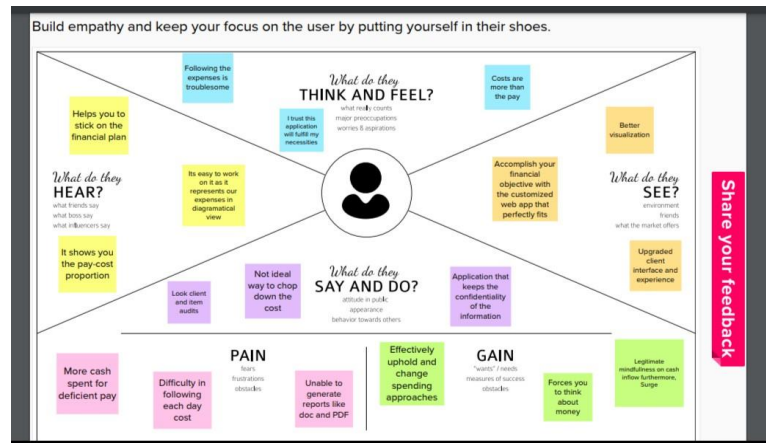 Build empathy and keep your focus on the user by putting yourself in their shoes.
Following the
expenses is
troublesome
What do they
THINK AND FEEL?
what really counts
major preoccupations
worries & aspirations
I trust this
application
will fulfill my
necessities
Costs are
more than
the pay
Helps you to
stick on the
financial plan
What do they
HEAR?
what friends say
what boss say
what influencers say
Its easy to work
on it as it
represents our
expenses in
diagramatical
view
It shows you
the pay-cost
proportion
Better
visualization
Accomplish your
financial
objective with
the customized
web app that
perfectly fits
What do they
SEE?
environment
friends
what the market offers
Upgraded
client
interface and
experience
Look client
and item
audits
Not ideal
way to chop
down the
cost
What do they
SAY AND DO?
attitude in public
appearance
behavior towards others
Application that
keeps the
confidentiality
of the
information
PAIN
fears
frustrations
obstacles
More cash
spent for
deficient pay
Difficulty in
following
each day
cost
Unable to
generate
reports like
doc and PDF
Effectively
uphold and
change
spending
approaches
GAIN
"wants" / needs
measures of success
obstacles
Forces you
to think
about
money
Legitimate
mindfullness on cash
inflow furthermore,
Surge
Share your feedback